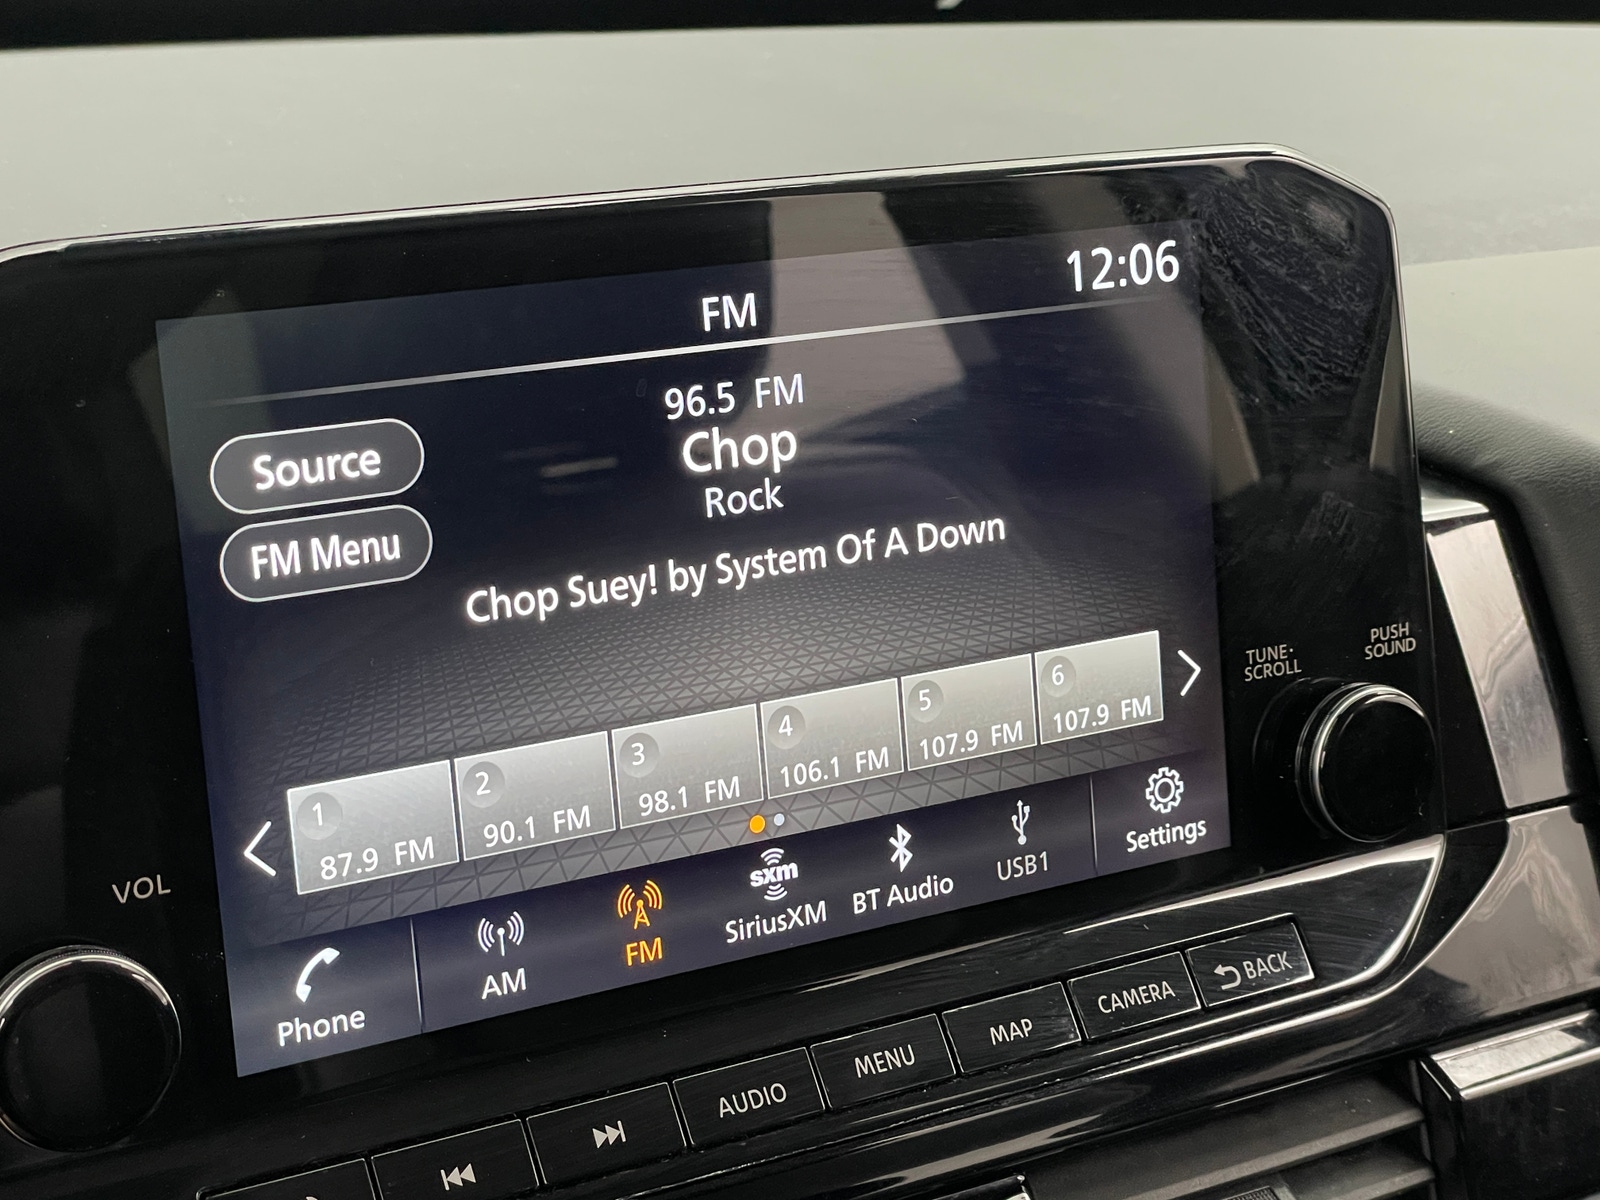 12:06
FM
96.5 FM
Chop
Rock
Source
FM Menu
Chop Suey! by System Of A Down
1
87.9 FM
2
90.1 FM
3
98.1 FM
4
106.1 FM
5
107.9 FM
6
107.9 FM
TUNE·
SCROLL
PUSH
SOUND
VOL
Phone
AM
FM
sxm
SiriusXM
BT Audio
USB1
Settings
AUDIO
MENU
MAP
CAMERA
BACK